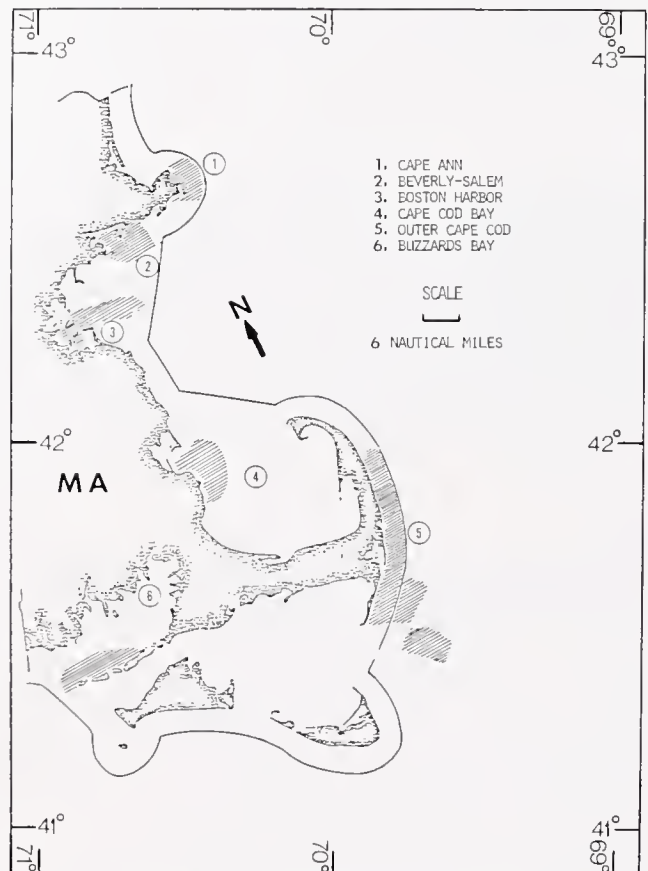 71° 70° 69°
43° 43°
1
1. CAPE ANN
2. BEVERLY-SALEM
3. BOSTON HARBOR
4. CAPE COD BAY
5. OUTER CAPE COD
6. BUZZARDS BAY
2
SCALE
N
3
6 NAUTICAL MILES
42° 42°
MA
4
5
6
41° 41°
71° 70° 69°